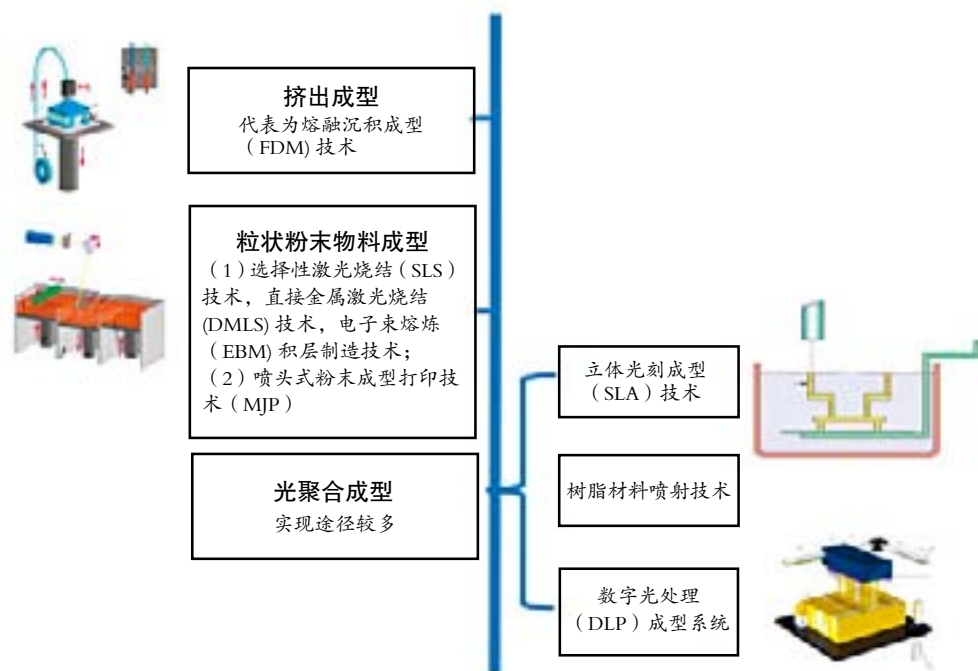 挤出成型
代表为熔融沉积成型
（FDM) 技术
粒状粉末物料成型
（1）选择性激光烧结（SLS）
技术，直接金属激光烧结
(DMLS) 技术，电子束熔炼
（EBM) 积层制造技术；
（2）喷头式粉末成型打印技
术（MJP）
光聚合成型
实现途径较多
立体光刻成型
（SLA）技术
树脂材料喷射技术
数字光处理
（DLP）成型系统